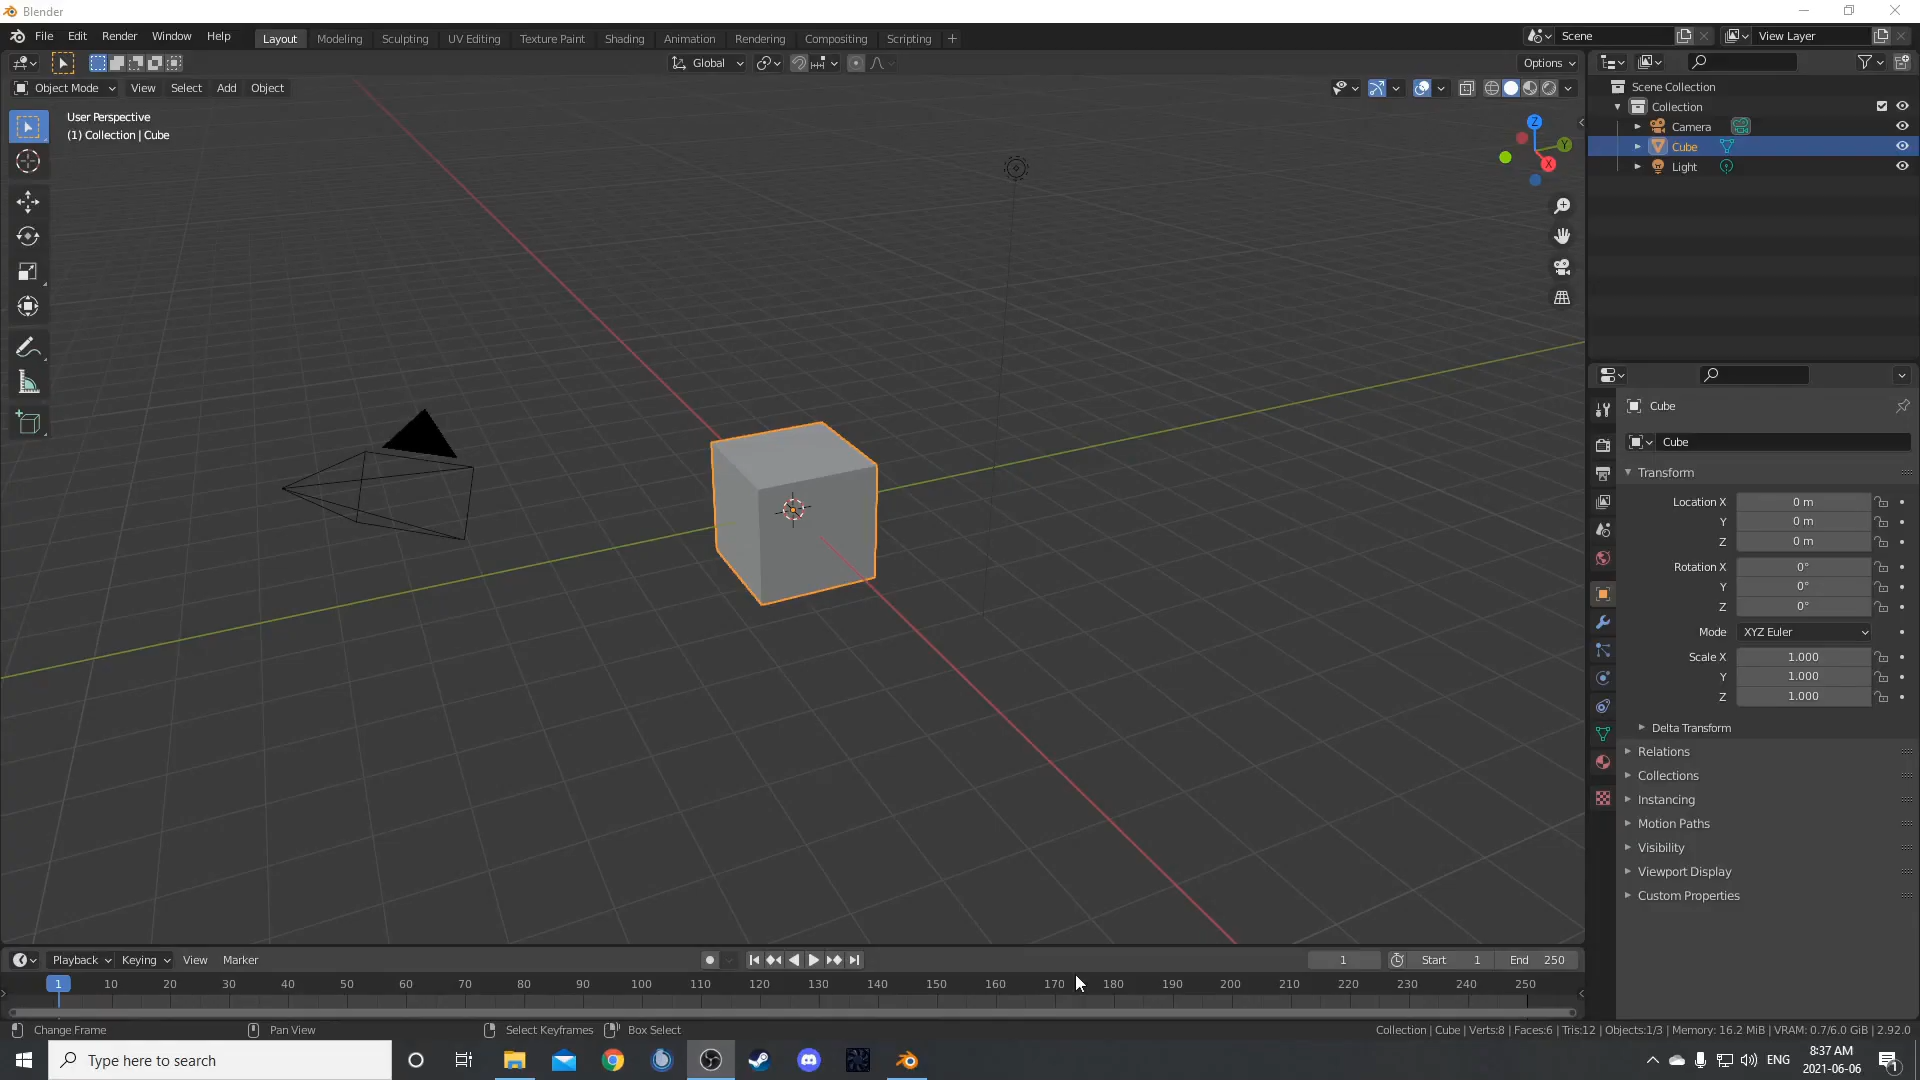 Blender
File Edit Render Window Help Layout Modeling Sculpting UV Editing Texture Paint Shading Animation Rendering Compositing Scripting + Scene View Layer
Global Options
Object Mode View Select Add Object
User Perspective
(1) Collection | Cube
Z
Y
X
Scene Collection
Collection
Camera
Cube
Light
Cube
Cube
Transform
Location X 0 m
Y 0 m
Z 0 m
Rotation X 0°
Y 0°
Z 0°
Mode XYZ Euler
Scale X 1.000
Y 1.000
Z 1.000
Delta Transform
Relations
Collections
Instancing
Motion Paths
Visibility
Viewport Display
Custom Properties
Playback Keying View Marker 1 Start 1 End 250
1 10 20 30 40 50 60 70 80 90 100 110 120 130 140 150 160 170 180 190 200 210 220 230 240 250
Change Frame Pan View Select Keyframes Box Select Collection | Cube | Verts:8 | Faces:6 | Tris:12 | Objects:1/3 | Memory: 16.2 MiB | VRAM: 0.7/6.0 GiB | 2.92.0
Type here to search ENG 8:37 AM
2021-06-06 1